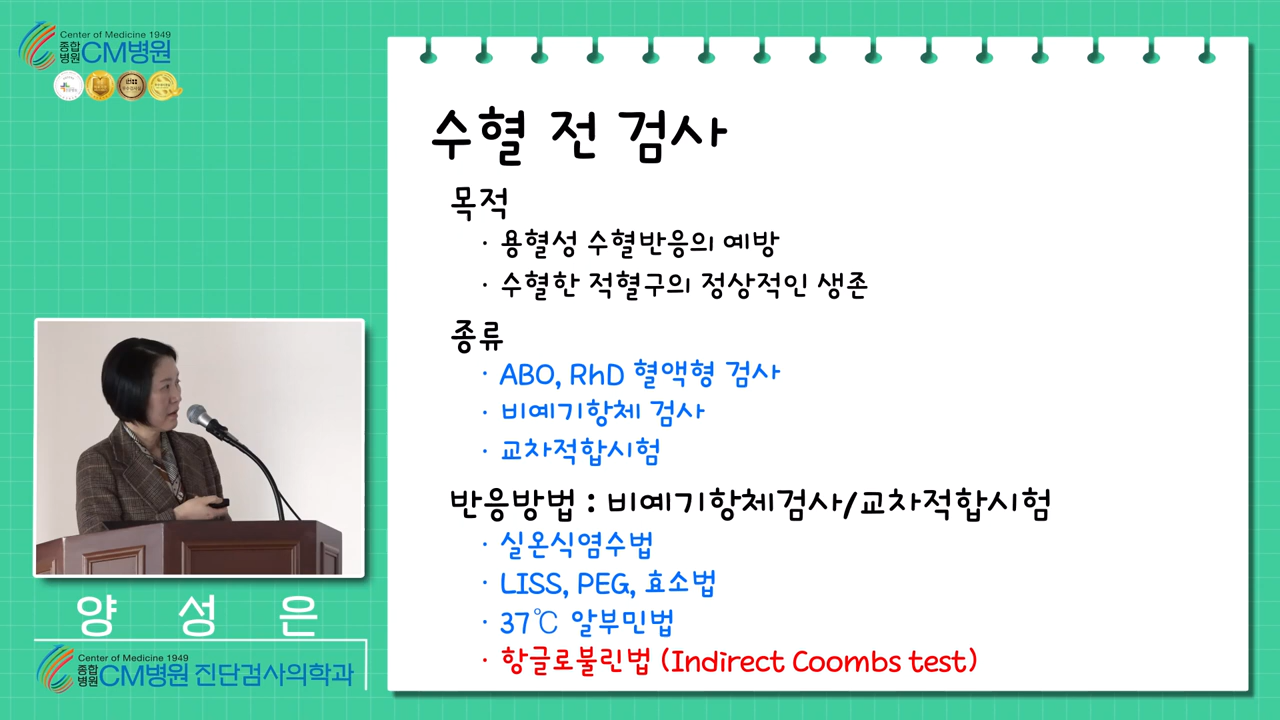 Center of Medicine 1949
종합병원 CM병원
수혈 전 검사
목적
· 용혈성 수혈반응의 예방
· 수혈한 적혈구의 정상적인 생존
종류
· ABO, RhD 혈액형 검사
· 비예기항체 검사
· 교차적합시험
반응방법 : 비예기항체검사/교차적합시험
· 실온식염수법
· LISS, PEG, 효소법
· 37℃ 알부민법
· 항글로불린법 (Indirect Coombs test)
양 성 은
Center of Medicine 1949
종합병원 CM병원 진단검사의학과